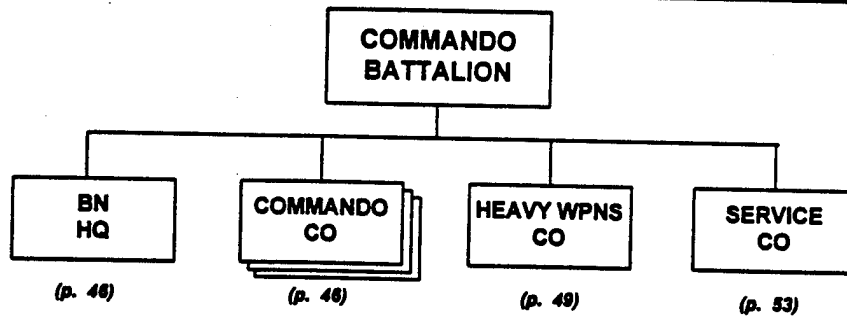 COMMANDO
BATTALION
BN
HQ
COMMANDO
CO
HEAVY WPNS
CO
SERVICE
CO
(p. 46)
(p. 46)
(p. 49)
(p. 53)